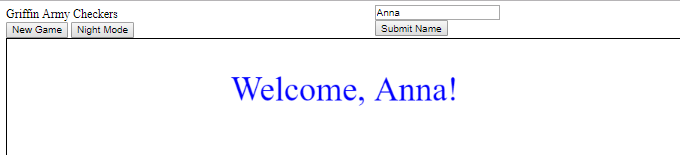 Griffin Army Checkers
Anna
New Game Night Mode
Submit Name
Welcome, Anna!